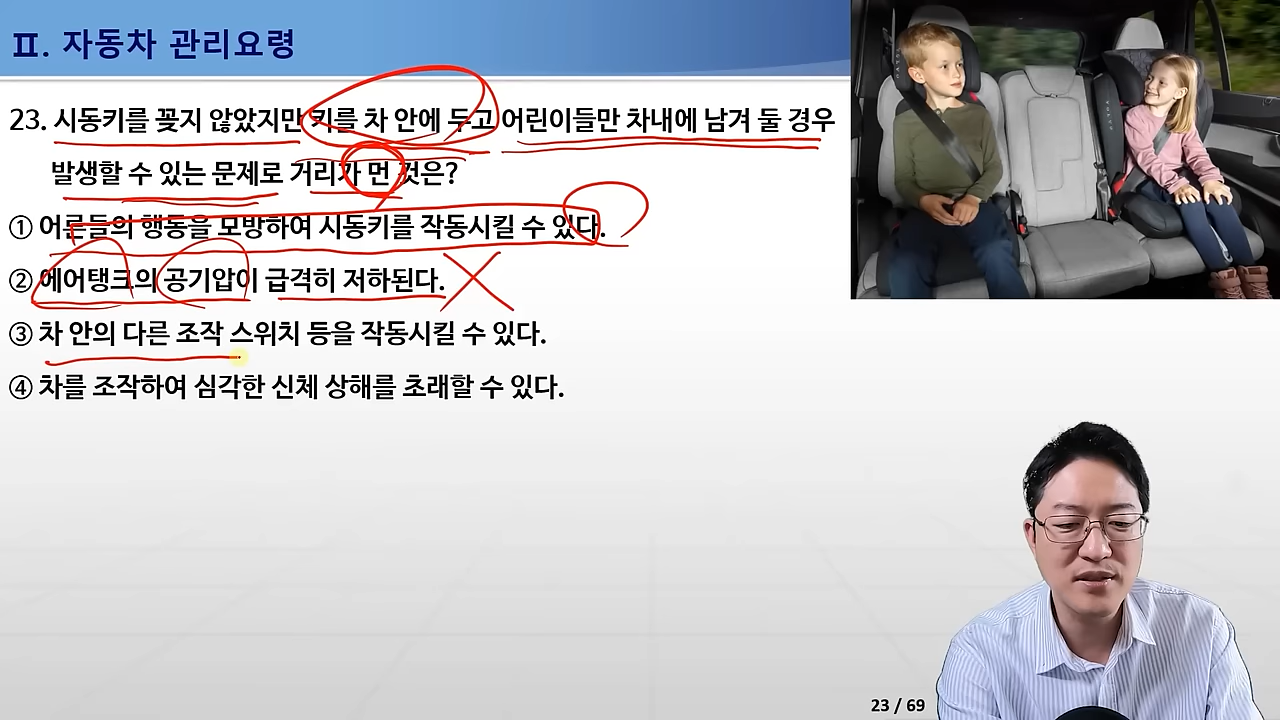 Ⅱ. 자동차 관리요령
23. 시동키를 꽂지 않았지만 키를 차 안에 두고 어린이들만 차내에 남겨 둘 경우
발생할 수 있는 문제로 거리가 먼 것은?
① 어른들의 행동을 모방하여 시동키를 작동시킬 수 있다.
② 에어탱크의 공기압이 급격히 저하된다.
③ 차 안의 다른 조작 스위치 등을 작동시킬 수 있다.
④ 차를 조작하여 심각한 신체 상해를 초래할 수 있다.
23 / 69